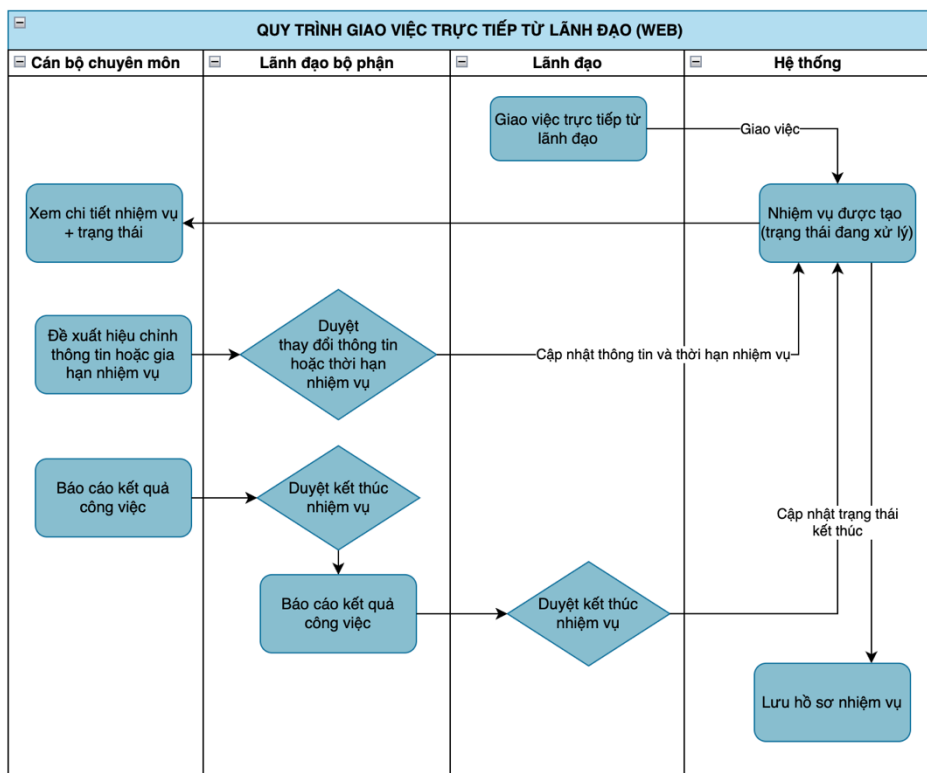 QUY TRÌNH GIAO VIỆC TRỰC TIẾP TỪ LÃNH ĐẠO (WEB)
Cán bộ chuyên môn
Lãnh đạo bộ phận
Lãnh đạo
Hệ thống
Giao việc trực tiếp từ
lãnh đạo
Giao việc
Xem chi tiết nhiệm vụ
+ trạng thái
Nhiệm vụ được tạo
(trạng thái đang xử lý)
Đề xuất hiệu chỉnh
thông tin hoặc gia
hạn nhiệm vụ
Duyệt
thay đổi thông tin
hoặc thời hạn
nhiệm vụ
Cập nhật thông tin và thời hạn nhiệm vụ
Báo cáo kết quả
công việc
Duyệt kết thúc
nhiệm vụ
Cập nhật trạng thái
kết thúc
Báo cáo kết quả
công việc
Duyệt kết thúc
nhiệm vụ
Lưu hồ sơ nhiệm vụ